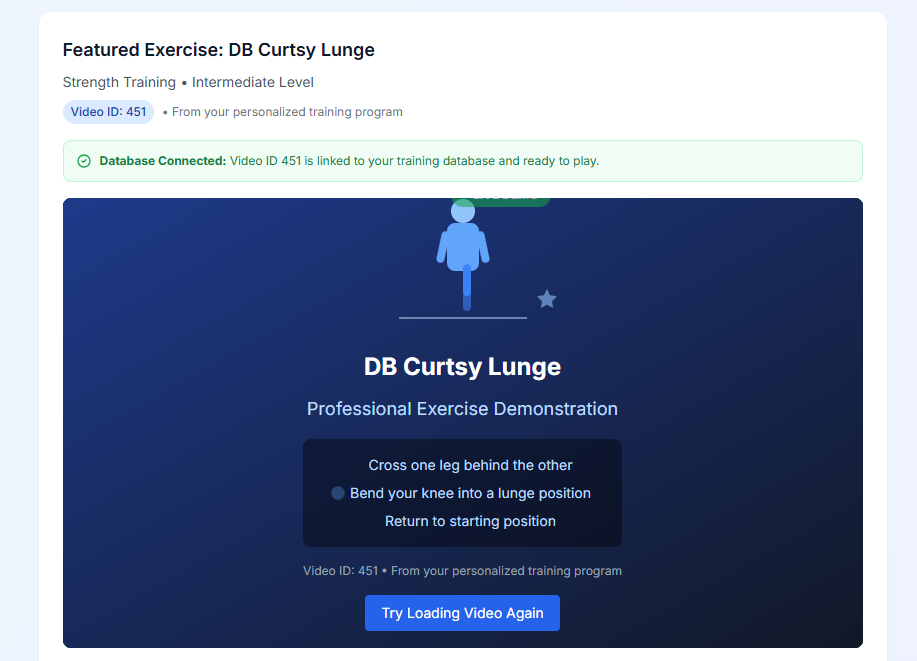 Featured Exercise: DB Curtsy Lunge
Strength Training • Intermediate Level
Video ID: 451 • From your personalized training program
Database Connected: Video ID 451 is linked to your training database and ready to play.
DB Curtsy Lunge
Professional Exercise Demonstration
Cross one leg behind the other
Bend your knee into a lunge position
Return to starting position
Video ID: 451 • From your personalized training program
Try Loading Video Again